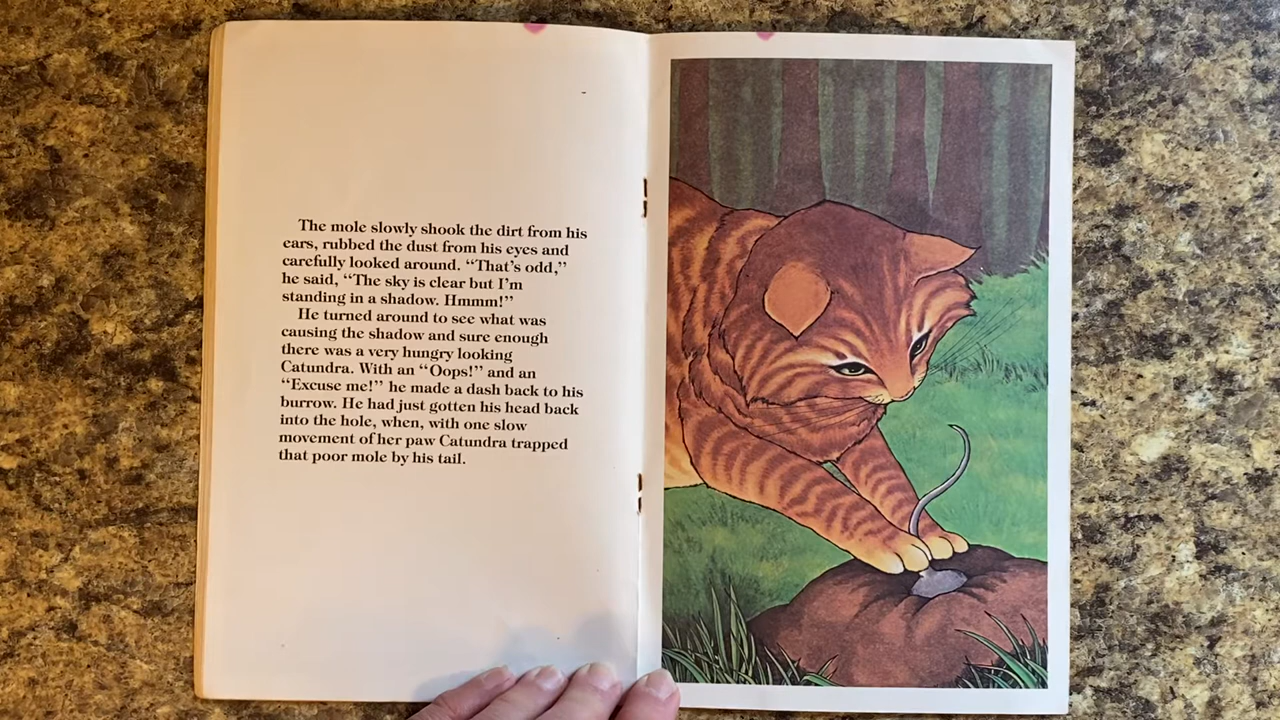 The mole slowly shook the dirt from his
ears, rubbed the dust from his eyes and
carefully looked around. “That’s odd,”
he said, “The sky is clear but I’m
standing in a shadow. Hmmm!”
He turned around to see what was
causing the shadow and sure enough
there was a very hungry looking
Catundra. With an “Oops!” and an
“Excuse me!” he made a dash back to his
burrow. He had just gotten his head back
into the hole, when, with one slow
movement of her paw Catundra trapped
that poor mole by his tail.